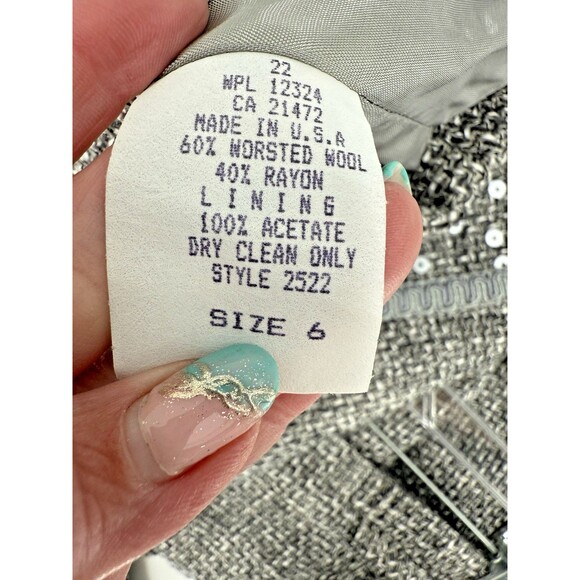 22
WPL 12324
CA 21472
MADE IN U.S.A
60% WORSTED WOOL
40% RAYON
LINING
100% ACETATE
DRY CLEAN ONLY
STYLE 2522
SIZE 6